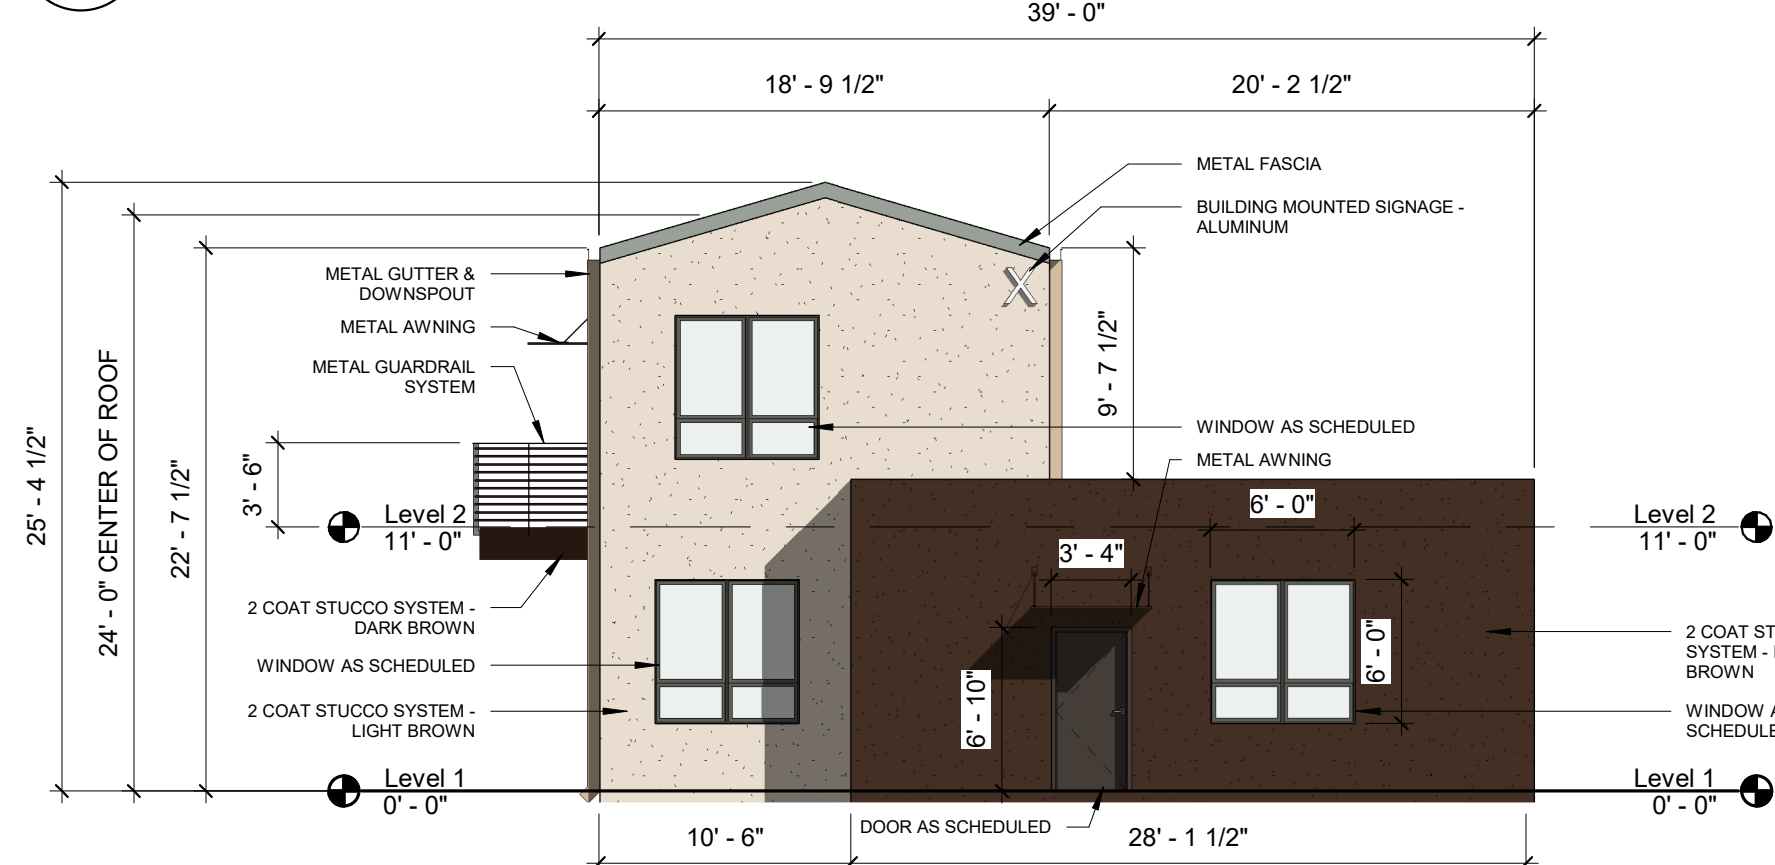 39' - 0"
18' - 9 1/2"
20' - 2 1/2"
METAL FASCIA
BUILDING MOUNTED SIGNAGE -
ALUMINUM
X
METAL GUTTER &
DOWNSPOUT
METAL AWNING
METAL GUARDRAIL
SYSTEM
25' - 4 1/2"
24' - 0" CENTER OF ROOF
22' - 7 1/2"
3' - 6"
9' - 7 1/2"
WINDOW AS SCHEDULED
METAL AWNING
Level 2
11' - 0"
6' - 0"
3' - 4"
Level 2
11' - 0"
2 COAT STUCCO SYSTEM -
DARK BROWN
WINDOW AS SCHEDULED
2 COAT STUCCO SYSTEM -
LIGHT BROWN
6' - 10"
6' - 0"
2 COAT ST
SYSTEM -
BROWN
WINDOW A
SCHEDULE
Level 1
0' - 0"
Level 1
0' - 0"
DOOR AS SCHEDULED
10' - 6"
28' - 1 1/2"